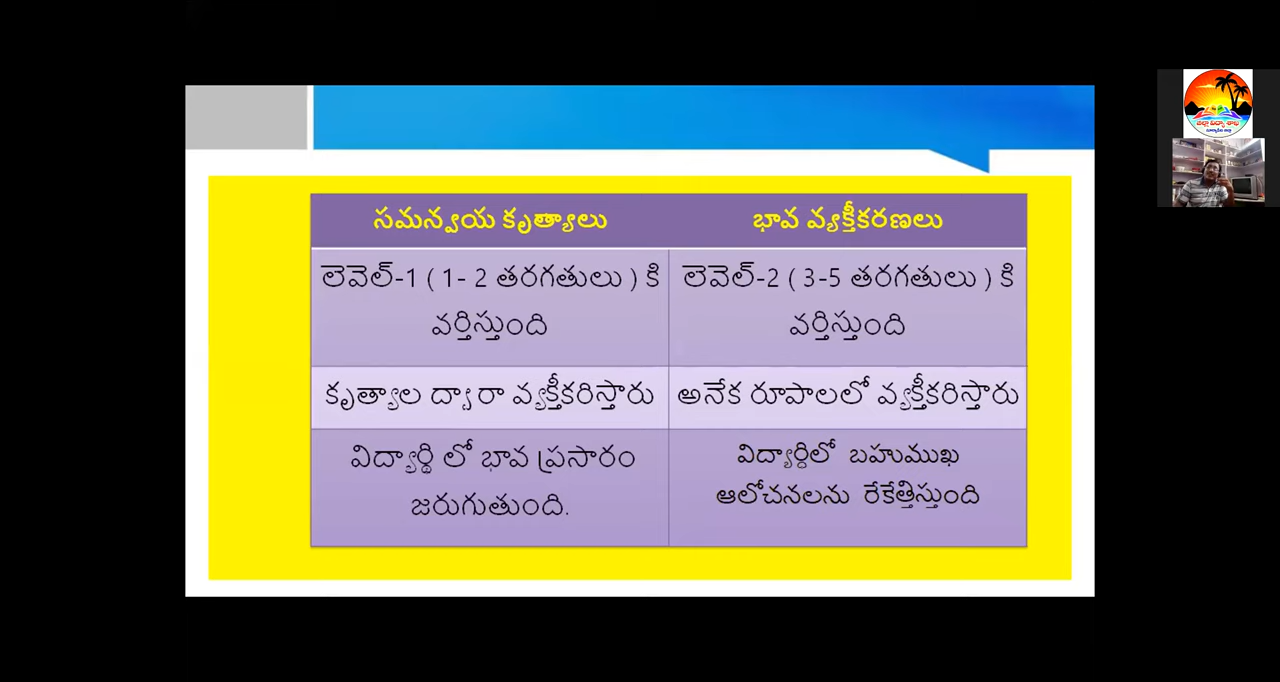 సమన్వయ కృత్యాలు
భావ వ్యక్తీకరణలు
లెవెల్-1 ( 1- 2 తరగతులు ) కి
వర్తిస్తుంది
లెవెల్-2 ( 3-5 తరగతులు ) కి
వర్తిస్తుంది
కృత్యాల ద్వారా వ్యక్తీకరిస్తారు
అనేక రూపాలలో వ్యక్తీకరిస్తారు
విద్యార్థి లో భావ ప్రసారం
జరుగుతుంది.
విద్యార్ధిలో బహుముఖ
ఆలోచనలను రేకేత్తిస్తుంది